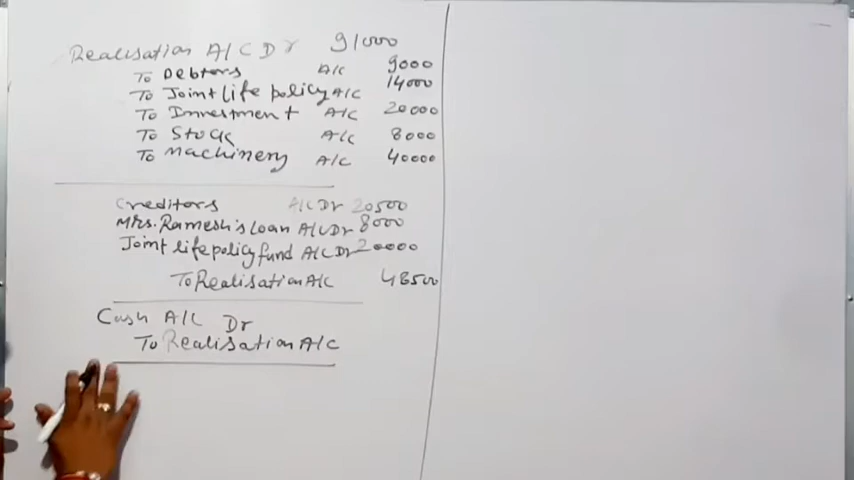 Realisation A/C Dr 91000
To Debtors A/c 9000
To Joint life policy A/c 14000
To Investment A/c 20000
To Stock A/c 8000
To Machinery A/c 40000
Creditors A/c Dr 20500
Mrs. Ramesh's loan A/c Dr 8000
Joint life policy fund A/c Dr 20000
To Realisation A/c 48500
Cash A/c Dr
To Realisation A/c